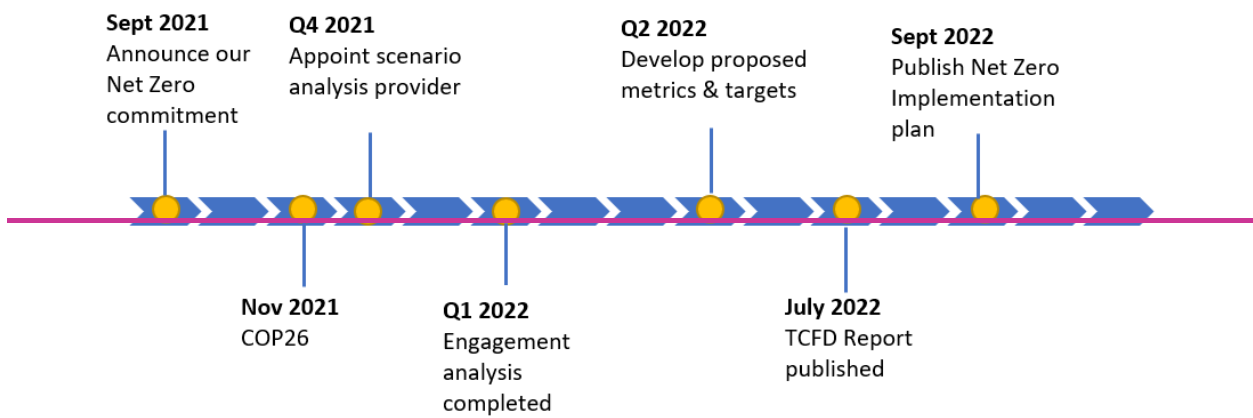 Sept 2021
Announce our
Net Zero
commitment
Nov 2021
COP26
Q4 2021
Appoint scenario
analysis provider
Q1 2022
Engagement
analysis
completed
Q2 2022
Develop proposed
metrics & targets
July 2022
TCFD Report
published
Sept 2022
Publish Net Zero
Implementation
plan